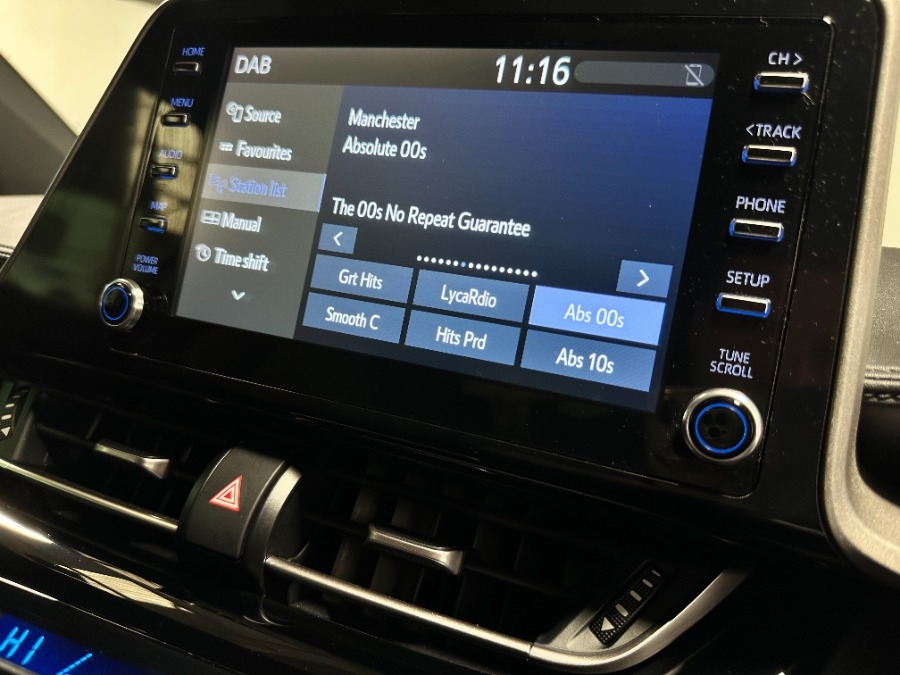 HOME
MENU
AUDIO
MAP
POWER
VOLUME
DAB
11:16
Source
Favourites
Station list
Manual
Time shift
Manchester
Absolute 00s
The 00s No Repeat Guarantee
<
>
Grt Hits
LycaRdio
Abs 00s
Smooth C
Hits Prd
Abs 10s
CH >
< TRACK
PHONE
SETUP
TUNE
SCROLL
HI